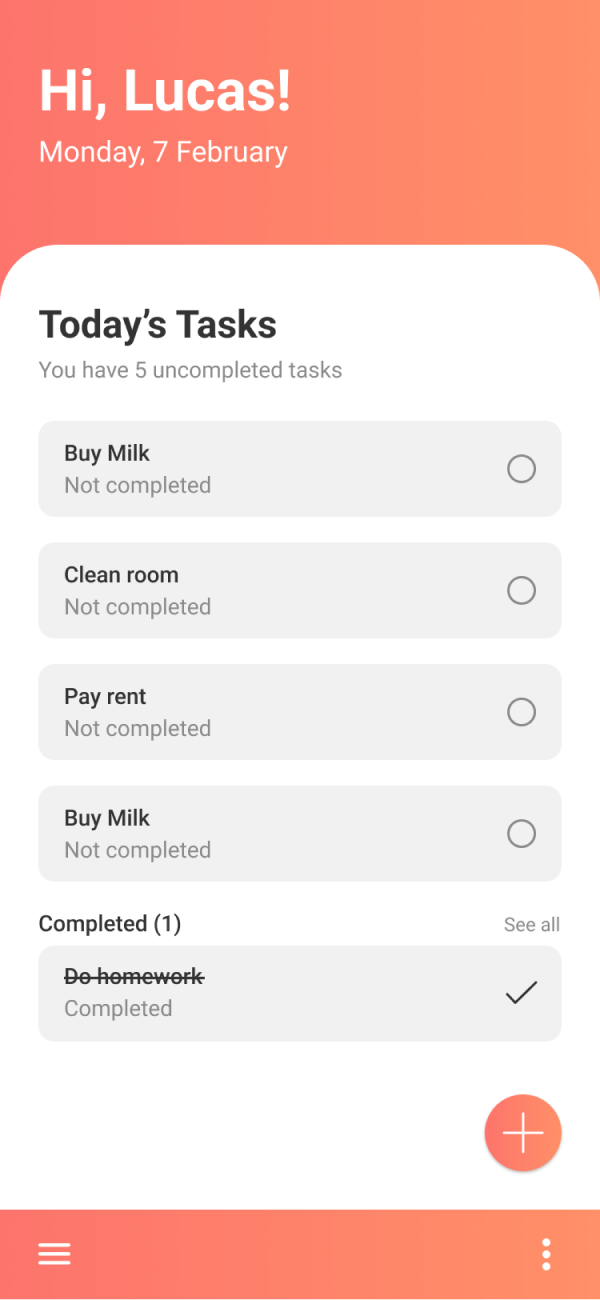 Hi, Lucas!
Monday, 7 February
Today’s Tasks
You have 5 uncompleted tasks
Buy Milk
Not completed
Clean room
Not completed
Pay rent
Not completed
Buy Milk
Not completed
Completed (1)
See all
Do homework
Completed